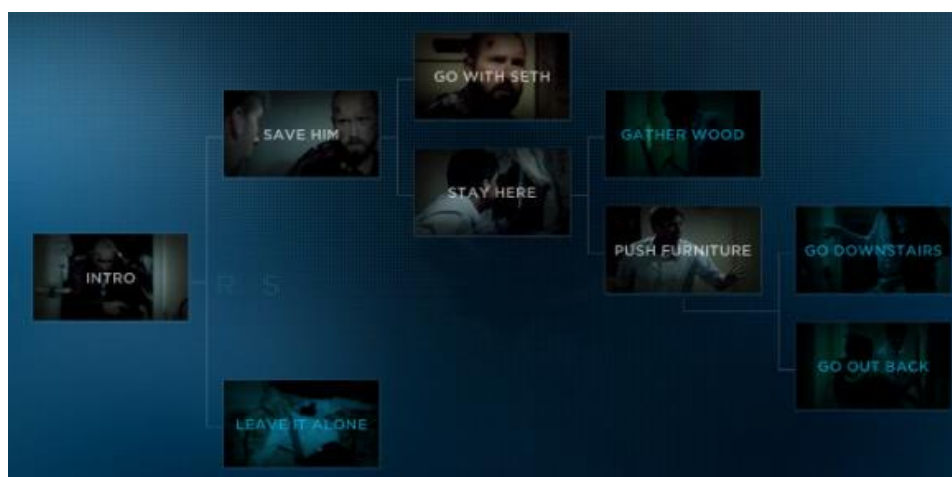 GO WITH SETH
SAVE HIM
GATHER WOOD
STAY HERE
PUSH FURNITURE
GO DOWNSTAIRS
INTRO
R S
GO OUT BACK
LEAVE IT ALONE